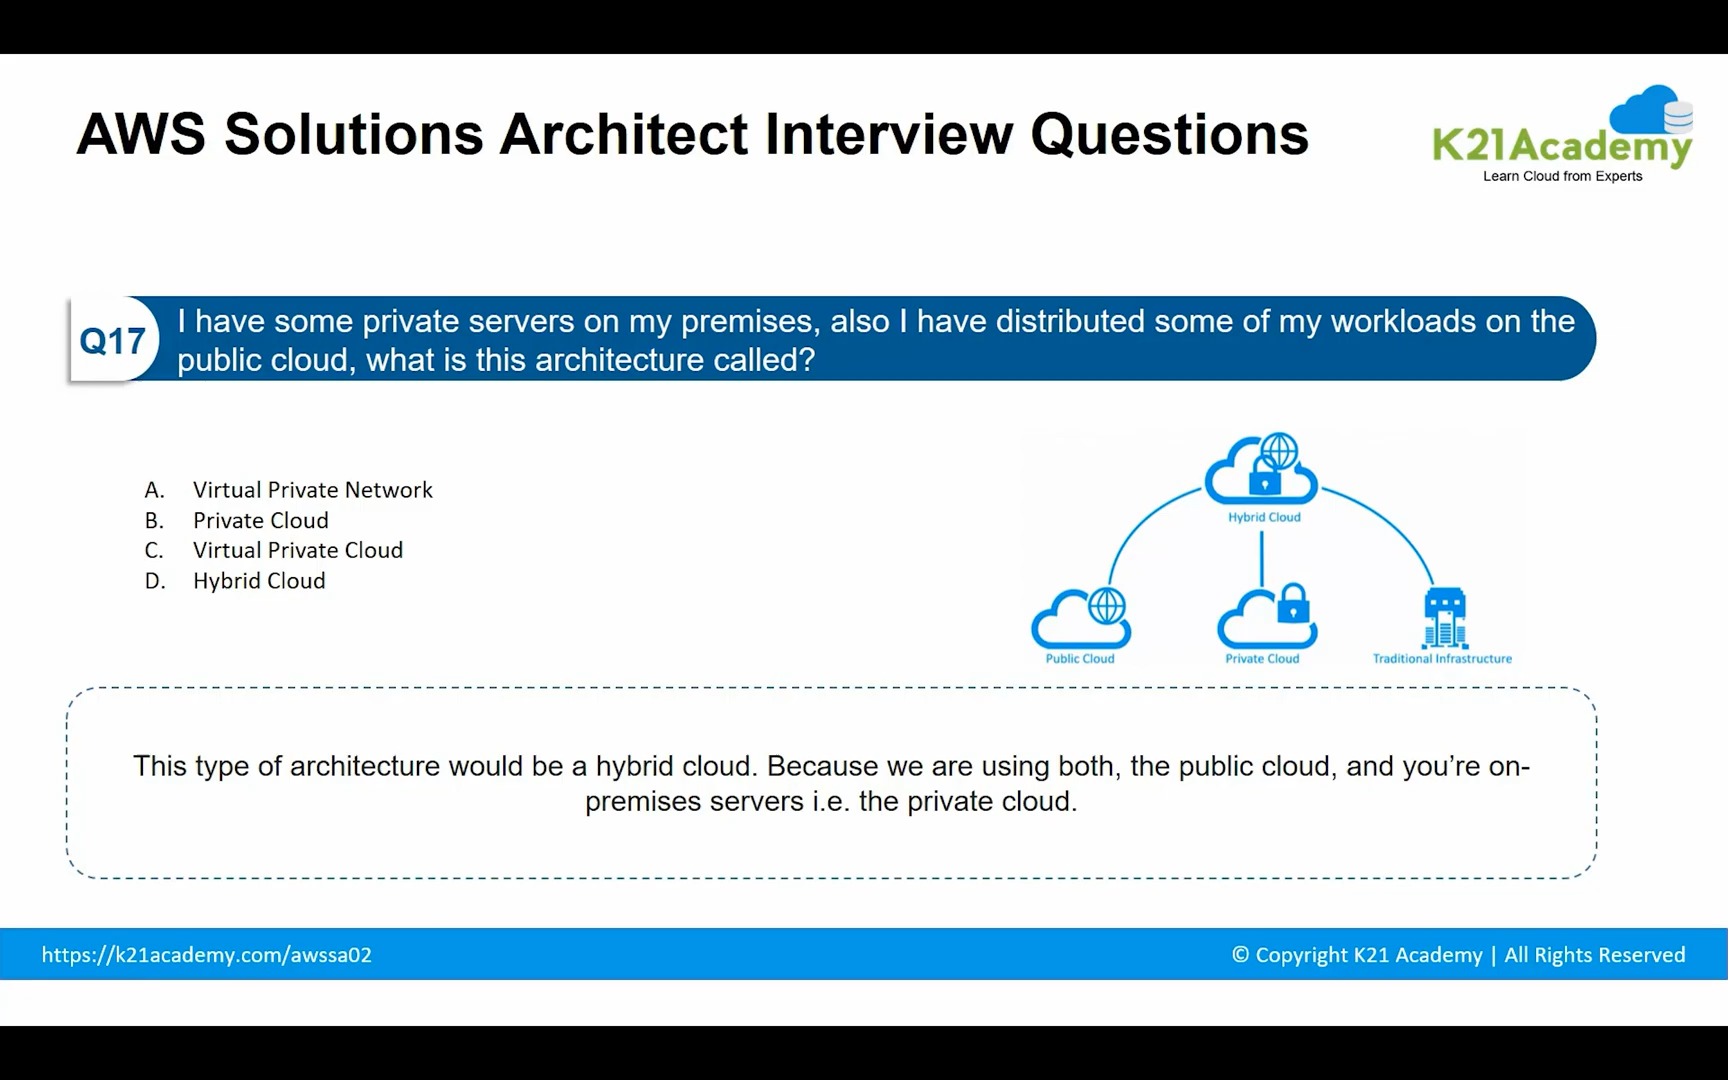 AWS Solutions Architect Interview Questions
K21Academy
Learn Cloud from Experts
Q17
I have some private servers on my premises, also I have distributed some of my workloads on the
public cloud, what is this architecture called?
A. Virtual Private Network
B. Private Cloud
C. Virtual Private Cloud
D. Hybrid Cloud
Hybrid Cloud
Public Cloud
Private Cloud
Traditional Infrastructure
This type of architecture would be a hybrid cloud. Because we are using both, the public cloud, and you’re on-
premises servers i.e. the private cloud.
https://k21academy.com/awssa02
© Copyright K21 Academy | All Rights Reserved